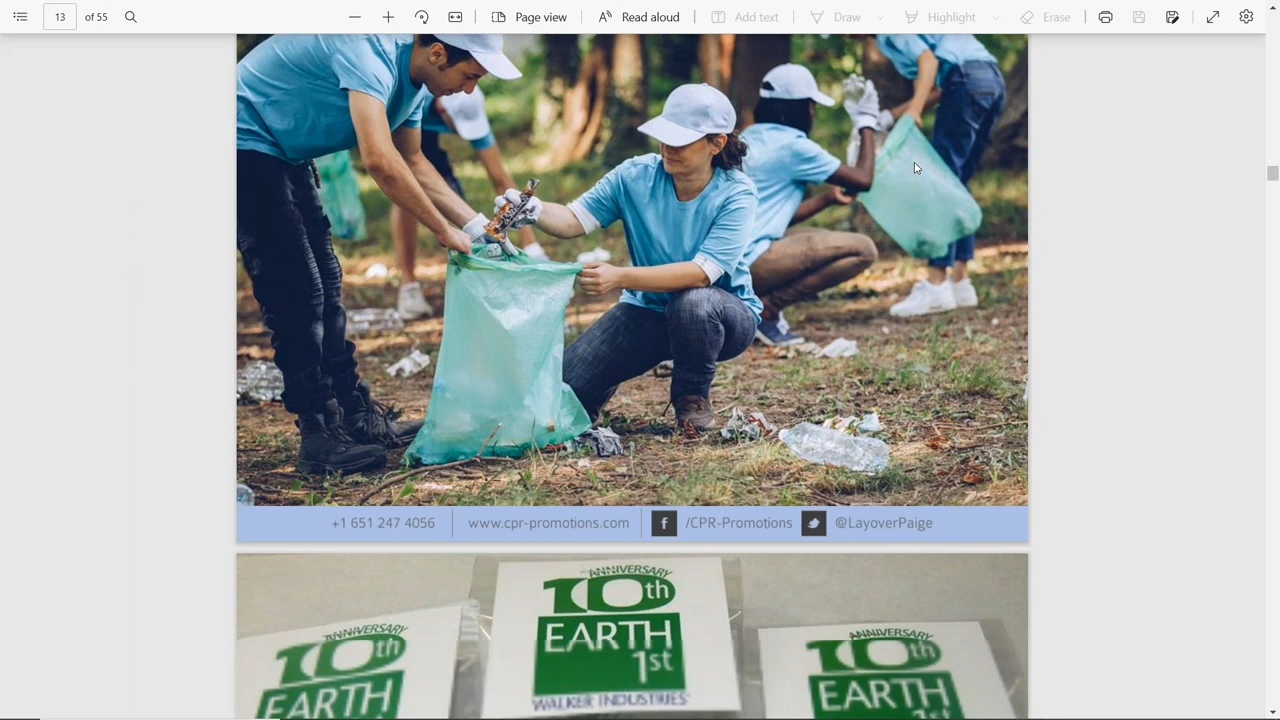 13 of 55
Page view
Read aloud
Add text
Draw
Highlight
Erase
+1 651 247 4056
www.cpr-promotions.com
f /CPR-Promotions
@LayoverPaige
ANNIVERSARY
10th
EARTH
1st
WALKER INDUSTRIES
ANNIVERSARY
10th
EARTH
ANNIVERSARY
10th
EARTH
1st